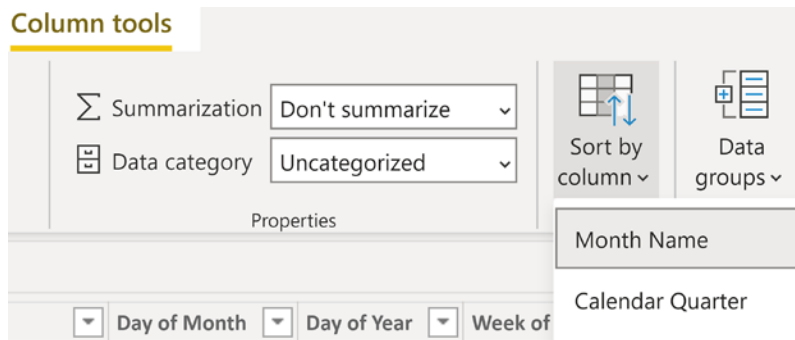 Column tools
Summarization Don't summarize
Data category Uncategorized
Properties
Sort by
column
Data
groups
Month Name
Calendar Quarter
Day of Month Day of Year Week of